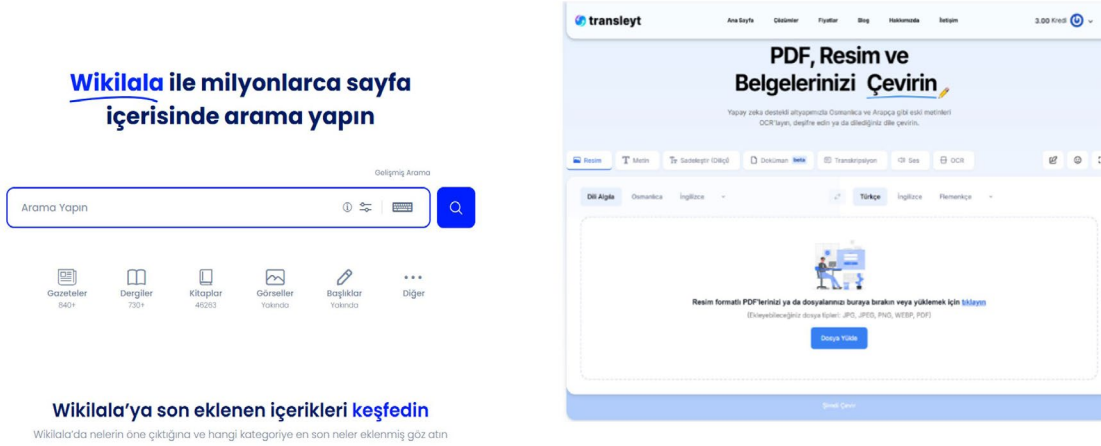 Wikilala ile milyonlarca sayfa
içerisinde arama yapın
Gelişmiş Arama
Arama Yapın
Gazeteler
840+
Dergiler
730+
Kitaplar
46263
Görseller
Yakında
Başlıklar
Yakında
Diğer
Wikilala’ya son eklenen içerikleri keşfedin
Wikilala’da nelerin öne çıktığına ve hangi kategoriye en son neler eklenmiş göz atın
transleyt
Ana Sayfa Çözümler Fiyatlar Blog Hakkımızda İletişim
3.00 Kredi
PDF, Resim ve
Belgelerinizi Çevirin
Yapay zeka destekli altyapımızla Osmanlıca ve Arapça gibi eski metinleri
OCR'layın, deşifre edin ya da dilediğiniz dile çevirin.
Resim Metin Sadeleştir (Dilİçi) Doküman beta Transkripsiyon Ses OCR
Dili Algıla Osmanlıca İngilizce Türkçe İngilizce Flemenkçe
Resim formatlı PDF'lerinizi ya da dosyalarınızı buraya bırakın veya yüklemek için tıklayın
(Ekleyebileceğiniz dosya tipleri: JPG, JPEG, PNG, WEBP, PDF)
Dosya Yükle
Şimdi Çevir